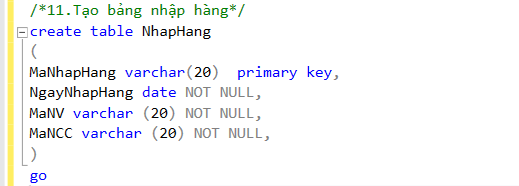 /*11.Tạo bảng nhập hàng*/
create table NhapHang
(
MaNhapHang varchar(20)  primary key,
NgayNhapHang date NOT NULL,
MaNV varchar (20) NOT NULL,
MaNCC varchar (20) NOT NULL,
)
go